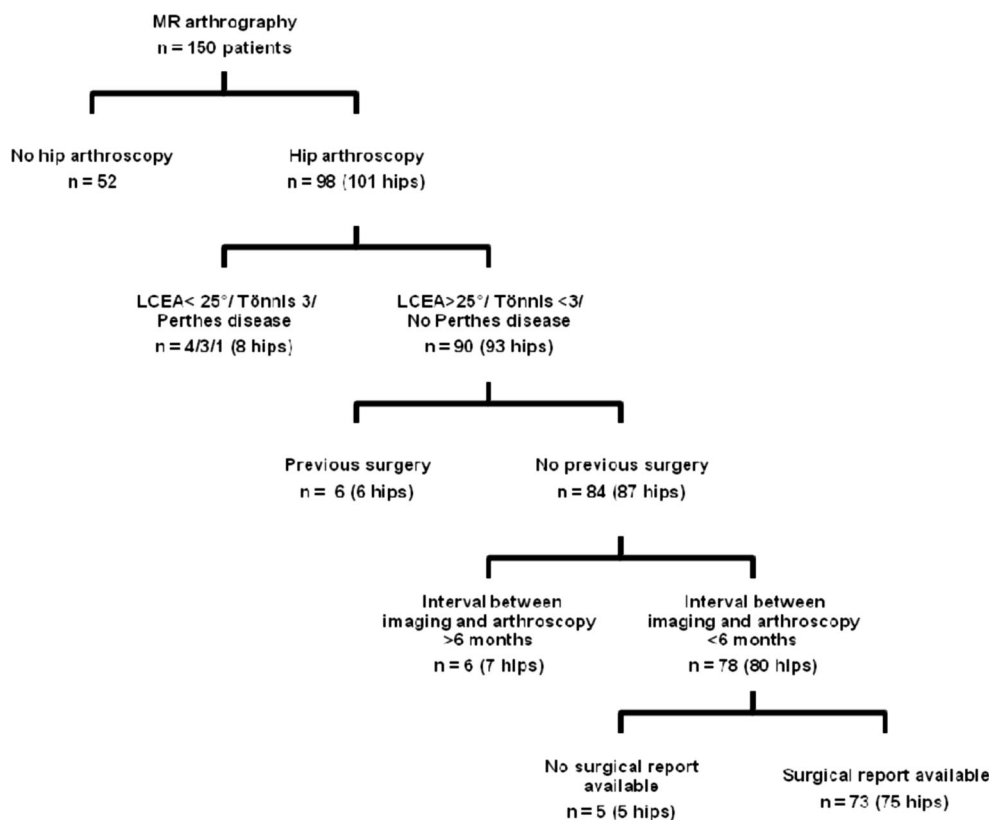 MR arthrography
n = 150 patients
No hip arthroscopy
n = 52
Hip arthroscopy
n = 98 (101 hips)
LCEA< 25°/ Tönnis 3/
Perthes disease
n = 4/3/1 (8 hips)
LCEA>25°/ Tönnis <3/
No Perthes disease
n = 90 (93 hips)
Previous surgery
n = 6 (6 hips)
No previous surgery
n = 84 (87 hips)
Interval between
imaging and arthroscopy
>6 months
n = 6 (7 hips)
Interval between
imaging and arthroscopy
<6 months
n = 78 (80 hips)
No surgical report
available
n = 5 (5 hips)
Surgical report available
n = 73 (75 hips)